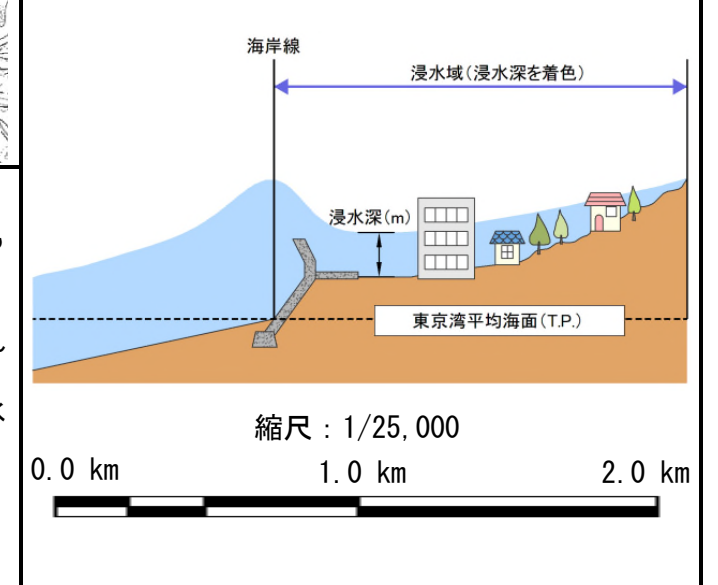 海岸線
浸水域(浸水深を着色)
浸水深(m)
東京湾平均海面(T.P.)
縮尺：1/25,000
0.0 km 1.0 km 2.0 km